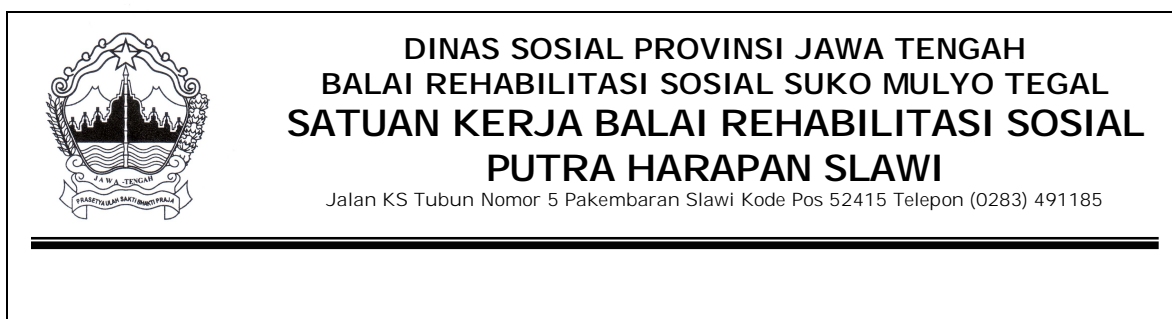 DINAS SOSIAL PROVINSI JAWA TENGAH
BALAI REHABILITASI SOSIAL SUKO MULYO TEGAL
SATUAN KERJA BALAI REHABILITASI SOSIAL
PUTRA HARAPAN SLAWI
Jalan KS Tubun Nomor 5 Pakembaran Slawi Kode Pos 52415 Telepon (0283) 491185
JAWA-TENGAH
PRASETYA ULAH SAKTI BHAKTI PRAJA